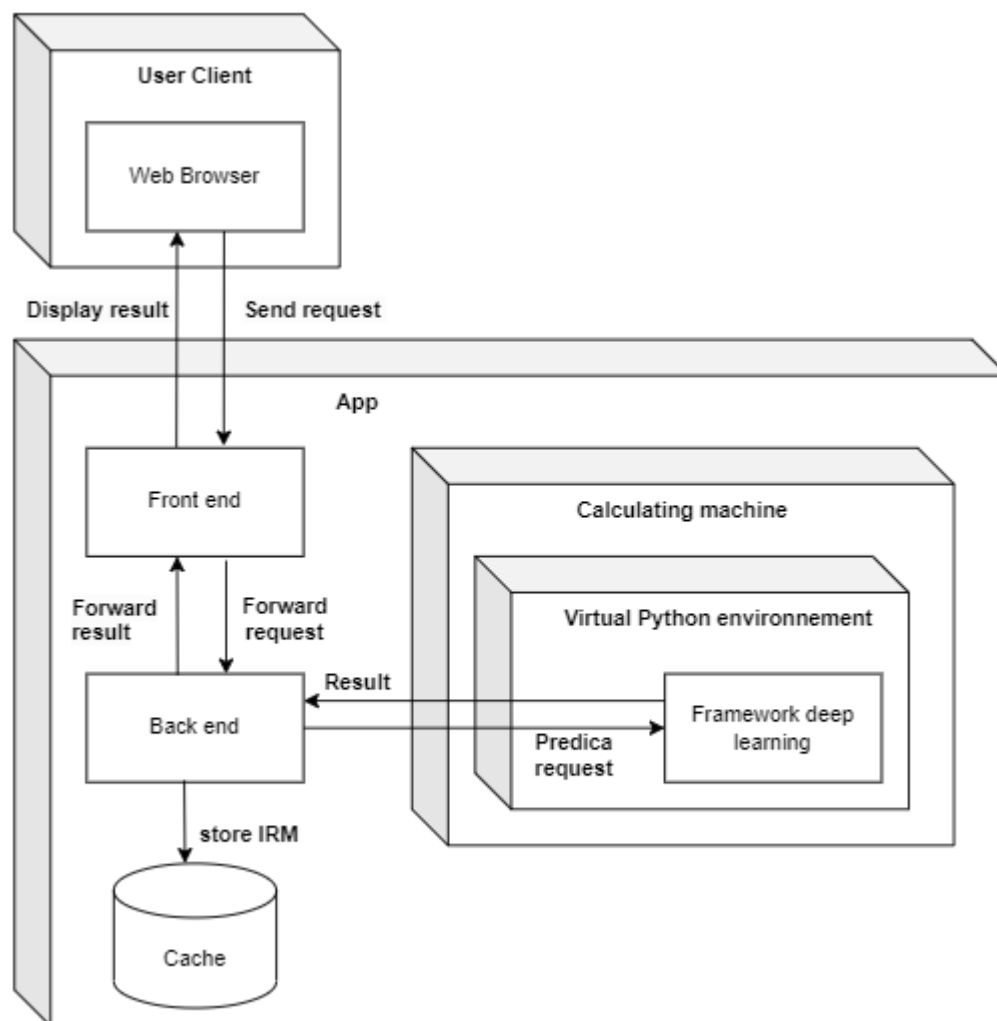 User Client
Web Browser
Display result
Send request
App
Front end
Calculating machine
Forward
result
Forward
request
Virtual Python environnement
Result
Back end
Framework deep
learning
Predica
request
store IRM
Cache